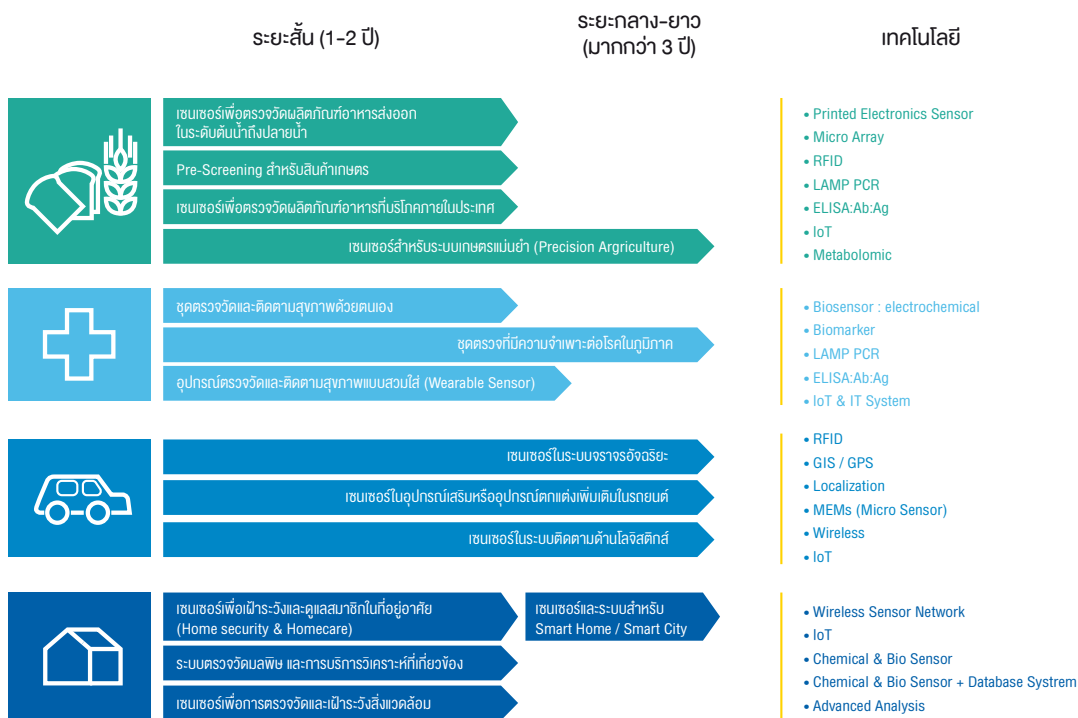 ระยะสั้น (1-2 ปี)
ระยะกลาง-ยาว
(มากกว่า 3 ปี)
เทคโนโลยี
เซนเซอร์เพื่อตรวจวัดผลิตภัณฑ์อาหารส่งออก
ในระดับต้นน้ำถึงปลายน้ำ
Pre-Screening สำหรับสินค้าเกษตร
เซนเซอร์เพื่อตรวจวัดผลิตภัณฑ์อาหารที่บริโภคภายในประเทศ
เซนเซอร์สำหรับระบบเกษตรแม่นยำ (Precision Argriculture)
• Printed Electronics Sensor
• Micro Array
• RFID
• LAMP PCR
• ELISA:Ab:Ag
• IoT
• Metabolomic
ชุดตรวจวัดและติดตามสุขภาพด้วยตนเอง
ชุดตรวจที่มีความจำเพาะต่อโรคในภูมิภาค
อุปกรณ์ตรวจวัดและติดตามสุขภาพแบบสวมใส่ (Wearable Sensor)
• Biosensor : electrochemical
• Biomarker
• LAMP PCR
• ELISA:Ab:Ag
• IoT & IT System
เซนเซอร์ในระบบจราจรอัจฉริยะ
เซนเซอร์ในอุปกรณ์เสริมหรืออุปกรณ์ตกแต่งเพิ่มเติมในรถยนต์
เซนเซอร์ในระบบติดตามด้านโลจิสติกส์
• RFID
• GIS / GPS
• Localization
• MEMs (Micro Sensor)
• Wireless
• IoT
เซนเซอร์เพื่อเฝ้าระวังและดูแลสมาชิกในที่อยู่อาศัย
(Home security & Homecare)
เซนเซอร์และระบบสำหรับ
Smart Home / Smart City
ระบบตรวจวัดมลพิษ และการบริการวิเคราะห์ที่เกี่ยวข้อง
เซนเซอร์เพื่อการตรวจวัดและเฝ้าระวังสิ่งแวดล้อม
• Wireless Sensor Network
• IoT
• Chemical & Bio Sensor
• Chemical & Bio Sensor + Database Systrem
• Advanced Analysis